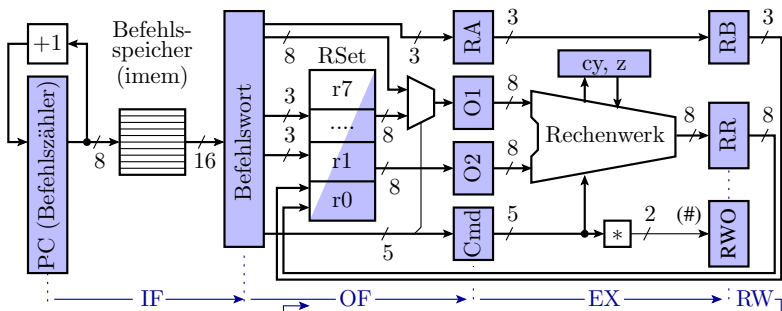 +1
PC (Befehlszähler)
8
Befehls-
speicher
(imem)
16
Befehlswort
8
3
3
3
5
RSet
r7
....
r1
r0
8
8
RA
O1
O2
Cmd
3
8
8
5
cy, z
Rechenwerk
*
2
(#)
8
RB
RR
RWO
3
8
IF
OF
EX
RW